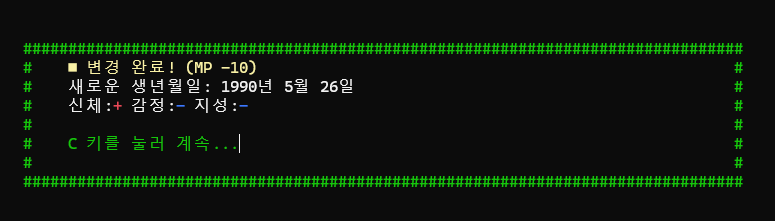 ################################################################################
#    ■ 변경 완료! (MP -10)                                                     #
#    새로운 생년월일: 1990년 5월 26일                                          #
#    신체:+ 감정:- 지성:-                                                      #
#                                                                              #
#    C 키를 눌러 계속...                                                       #
#                                                                              #
################################################################################